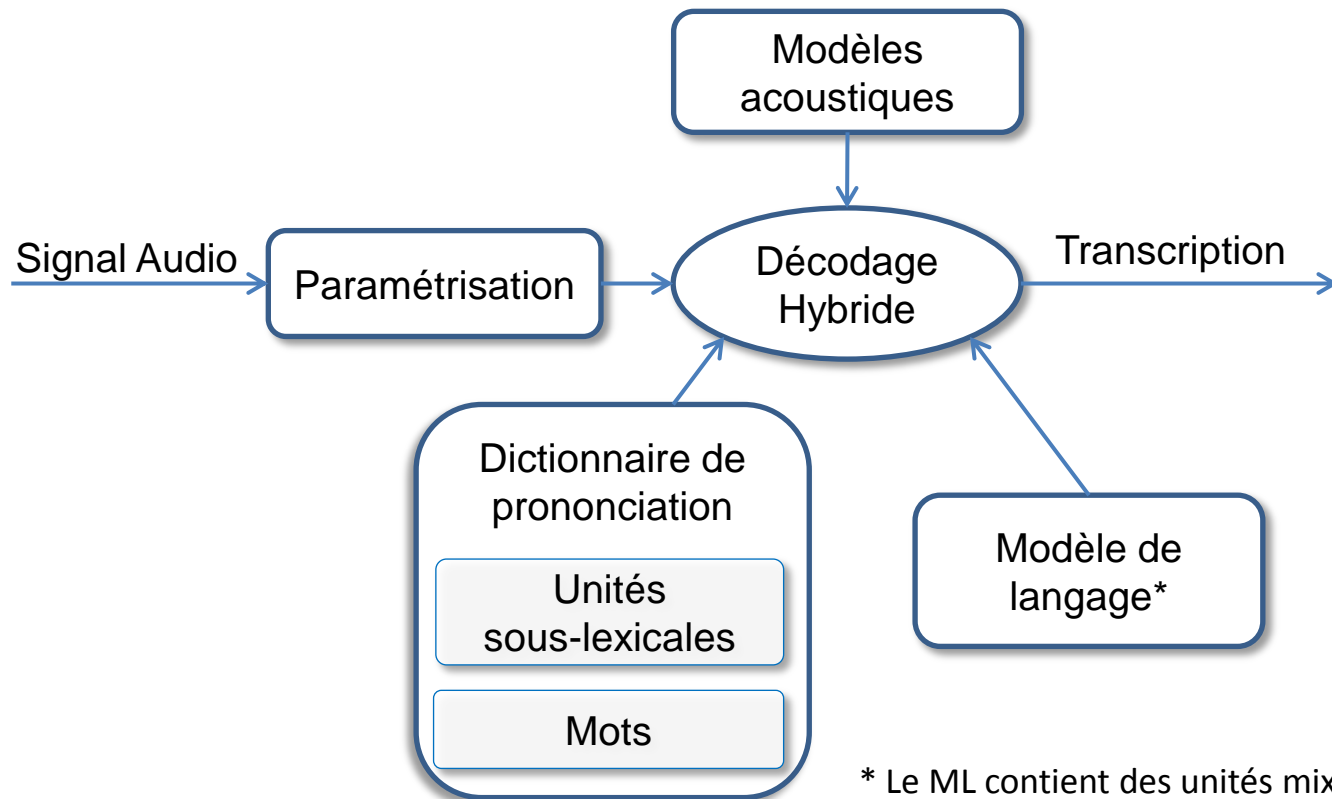 Modèles
acoustiques
Signal Audio
Paramétrisation
Décodage
Hybride
Transcription
Dictionnaire de
prononciation
Unités
sous-lexicales
Mots
Modèle de
langage*
* Le ML contient des unités mix